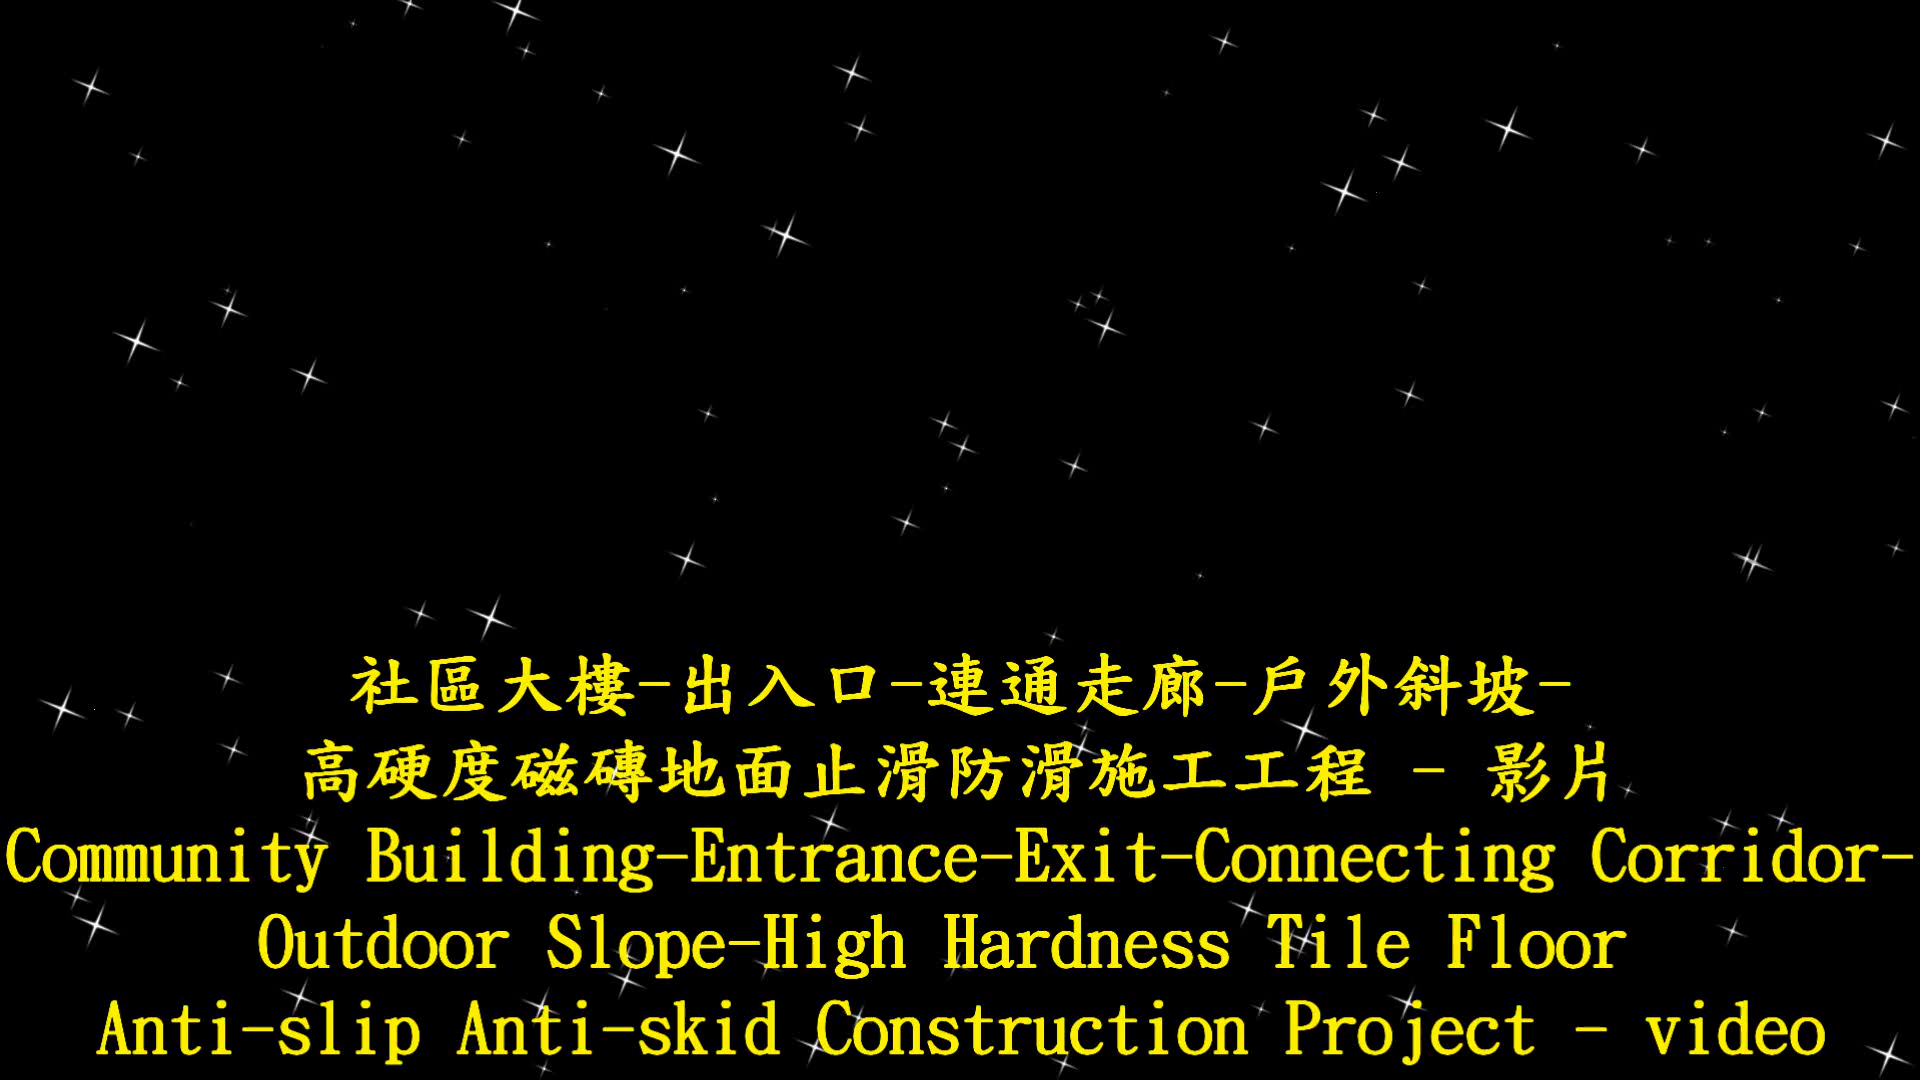 社區大樓-出入口-連通走廊-戶外斜坡-
高硬度磁磚地面止滑防滑施工工程 - 影片
Community Building-Entrance-Exit-Connecting Corridor-
Outdoor Slope-High Hardness Tile Floor
Anti-slip Anti-skid Construction Project - video